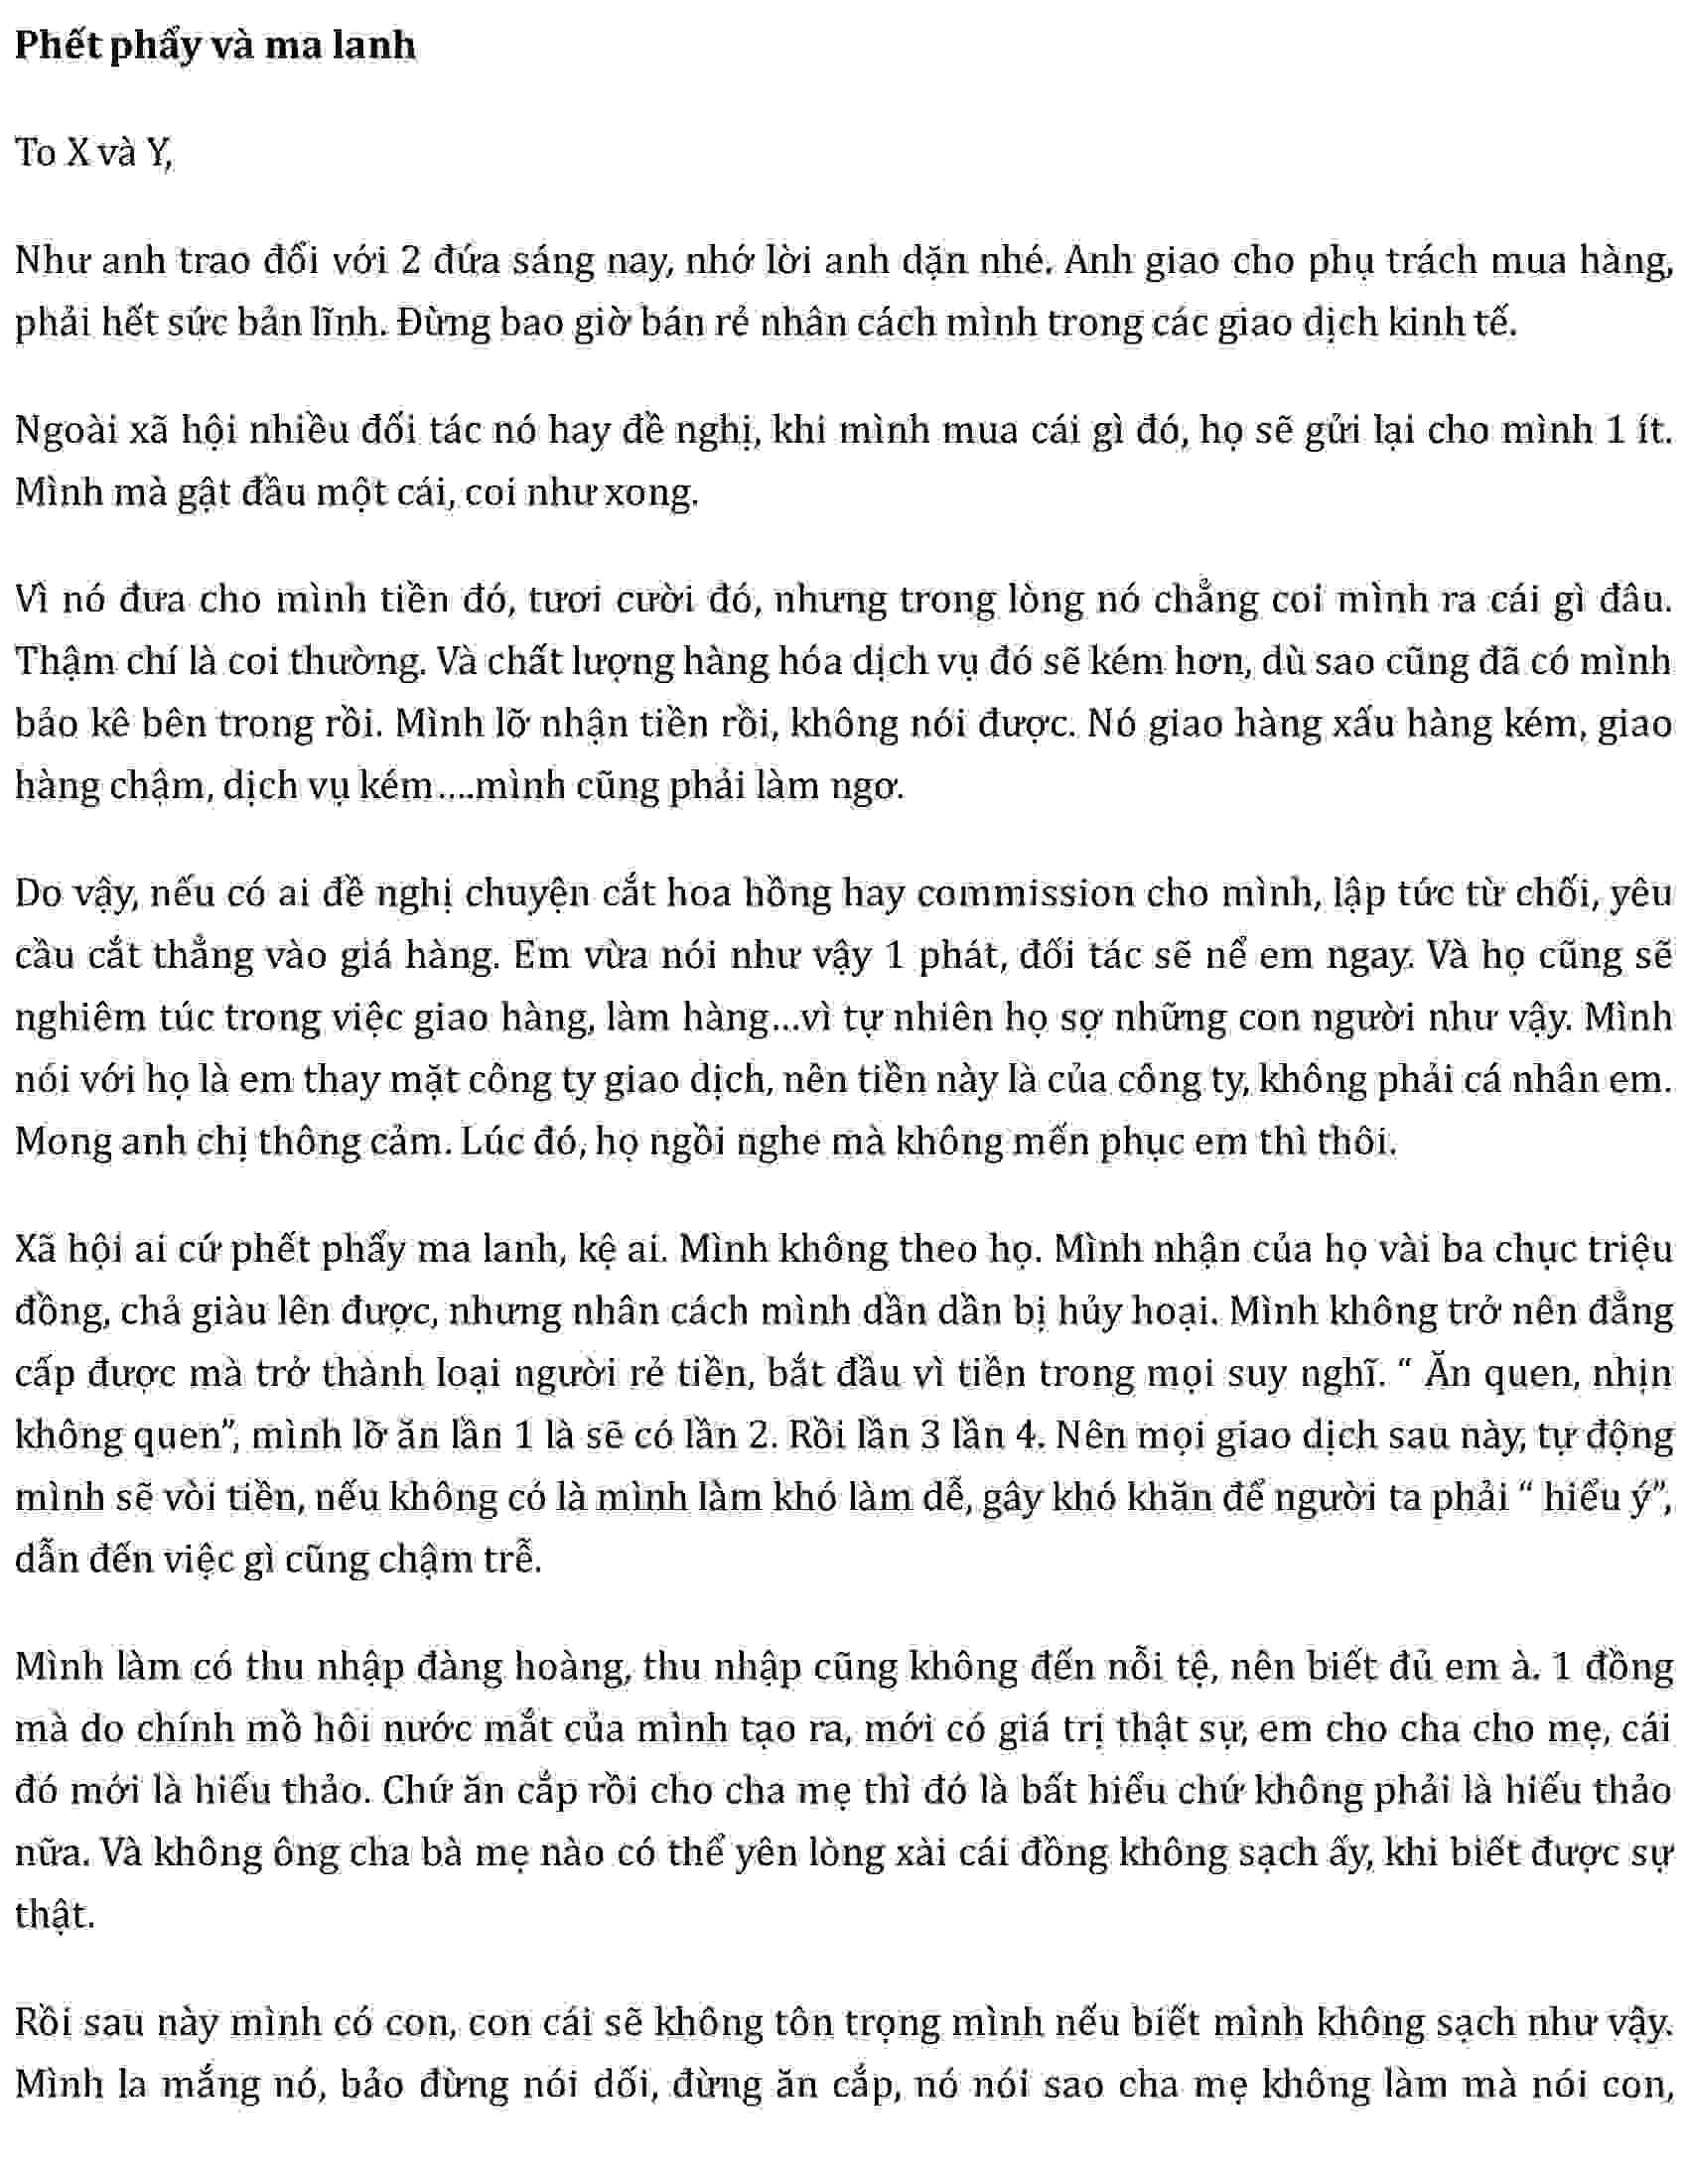 Phết phẩy và ma lanh
To X và Y,
Như anh trao đổi với 2 đứa sáng nay, nhớ lời anh dặn nhé. Anh giao cho phụ trách mua hàng,
phải hết sức bản lĩnh. Đừng bao giờ bán rẻ nhân cách mình trong các giao dịch kinh tế.
Ngoài xã hội nhiều đối tác nó hay đề nghị, khi mình mua cái gì đó, họ sẽ gửi lại cho mình 1 ít.
Mình mà gật đầu một cái, coi như xong.
Vì nó đưa cho mình tiền đó, tươi cười đó, nhưng trong lòng nó chẳng coi mình ra cái gì đâu.
Thậm chí là coi thường. Và chất lượng hàng hóa dịch vụ đó sẽ kém hơn, dù sao cũng đã có mình
bảo kê bên trong rồi. Mình lỡ nhận tiền rồi, không nói được. Nó giao hàng xấu hàng kém, giao
hàng chậm, dịch vụ kém....mình cũng phải làm ngơ.
Do vậy, nếu có ai đề nghị chuyện cắt hoa hồng hay commission cho mình, lập tức từ chối, yêu
cầu cắt thẳng vào giá hàng. Em vừa nói như vậy 1 phát, đối tác sẽ nể em ngay. Và họ cũng sẽ
nghiêm túc trong việc giao hàng, làm hàng...vì tự nhiên họ sợ những con người như vậy. Mình
nói với họ là em thay mặt công ty giao dịch, nên tiền này là của công ty, không phải cá nhân em.
Mong anh chị thông cảm. Lúc đó, họ ngồi nghe mà không mến phục em thì thôi.
Xã hội ai cứ phết phẩy ma lanh, kệ ai. Mình không theo họ. Mình nhận của họ vài ba chục triệu
đồng, chả giàu lên được, nhưng nhân cách mình dần dần bị hủy hoại. Mình không trở nên đẳng
cấp được mà trở thành loại người rẻ tiền, bắt đầu vì tiền trong mọi suy nghĩ. “ Ăn quen, nhịn
không quen”, mình lỡ ăn lần 1 là sẽ có lần 2. Rồi lần 3 lần 4. Nên mọi giao dịch sau này, tự động
mình sẽ vòi tiền, nếu không có là mình làm khó làm dễ, gây khó khăn để người ta phải “ hiểu ý”,
dẫn đến việc gì cũng chậm trễ.
Mình làm có thu nhập đàng hoàng, thu nhập cũng không đến nỗi tệ, nên biết đủ em à. 1 đồng
mà do chính mồ hôi nước mắt của mình tạo ra, mới có giá trị thật sự, em cho cha cho mẹ, cái
đó mới là hiếu thảo. Chứ ăn cắp rồi cho cha mẹ thì đó là bất hiếu chứ không phải là hiếu thảo
nữa. Và không ông cha bà mẹ nào có thể yên lòng xài cái đồng không sạch ấy, khi biết được sự
thật.
Rồi sau này mình có con, con cái sẽ không tôn trọng mình nếu biết mình không sạch như vậy.
Mình la mắng nó, bảo đừng nói dối, đừng ăn cắp, nó nói sao cha mẹ không làm mà nói con,